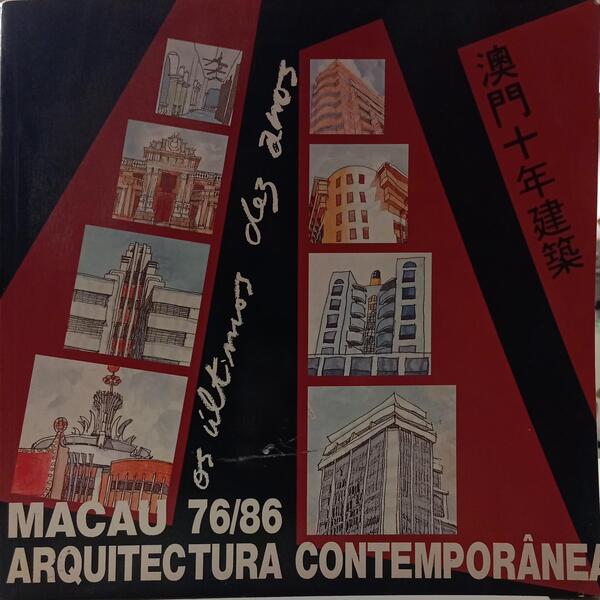 澳門十年建築
os últimos dez anos
MACAU 76/86
ARQUITECTURA CONTEMPORÂNEA